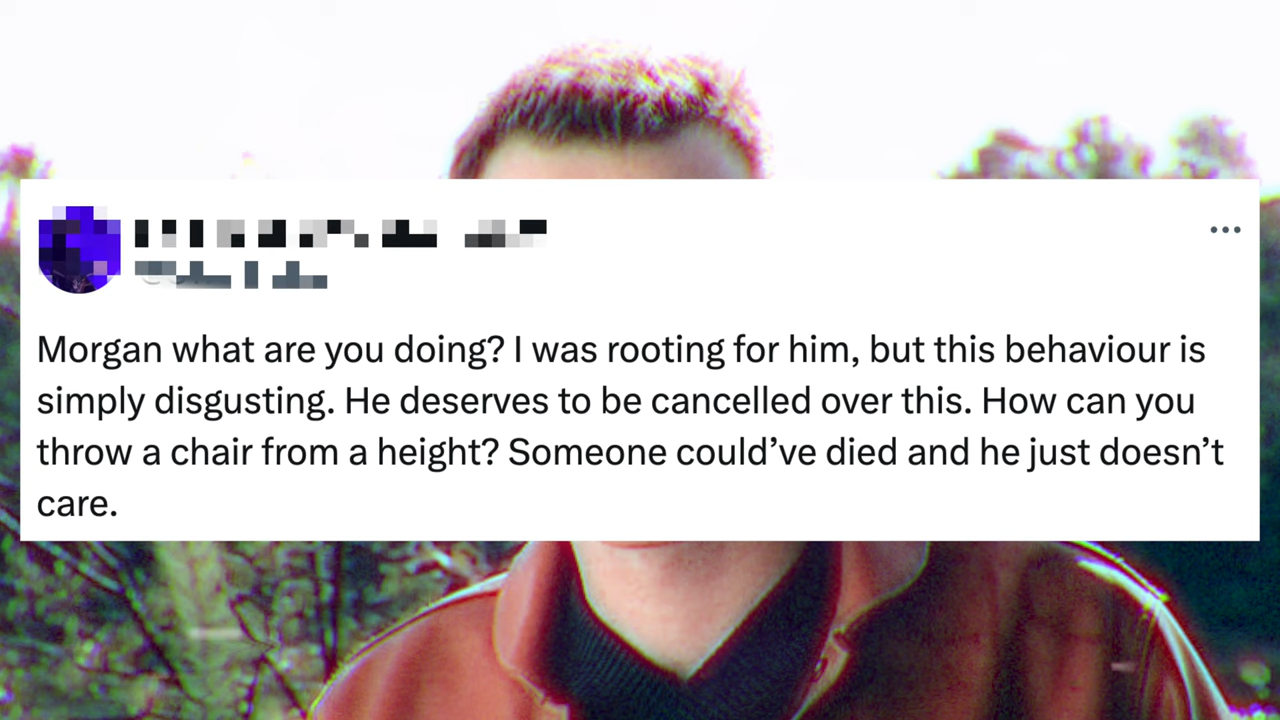 Morgan what are you doing? I was rooting for him, but this behaviour is
simply disgusting. He deserves to be cancelled over this. How can you
throw a chair from a height? Someone could’ve died and he just doesn’t
care.